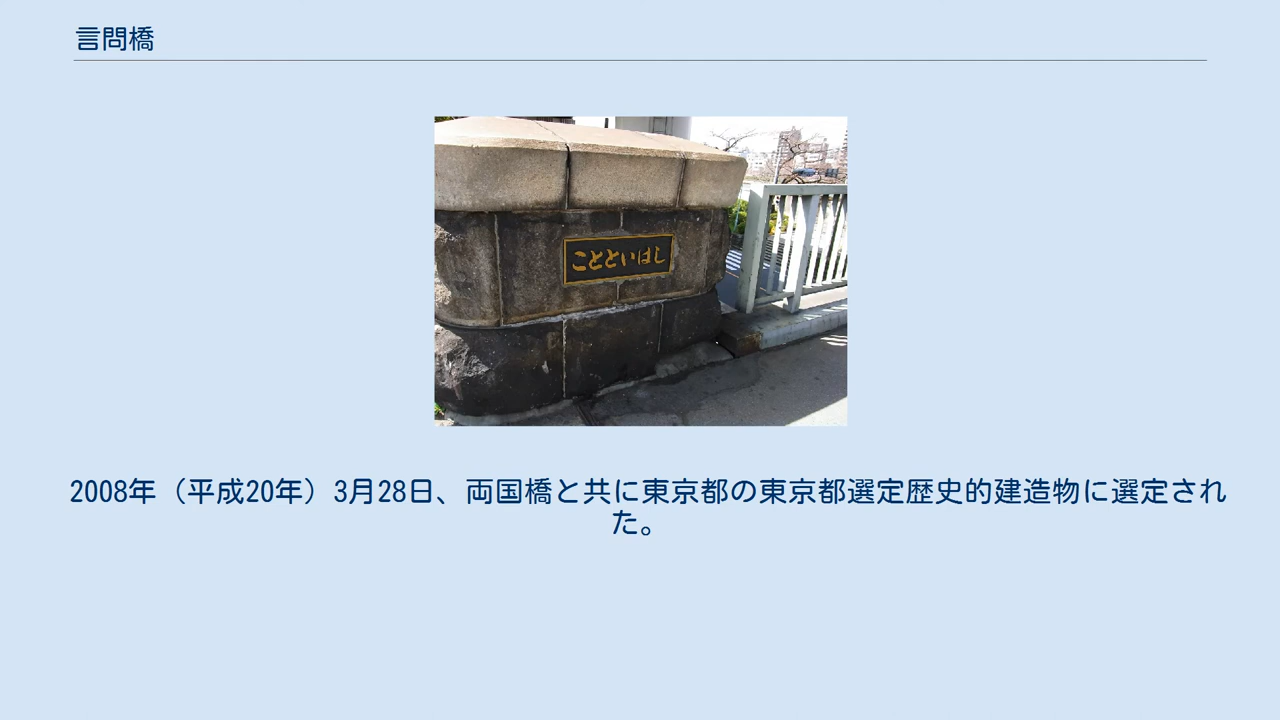 言問橋
ことといはし
2008年（平成20年）3月28日、両国橋と共に東京都の東京都選定歴史的建造物に選定され
た。